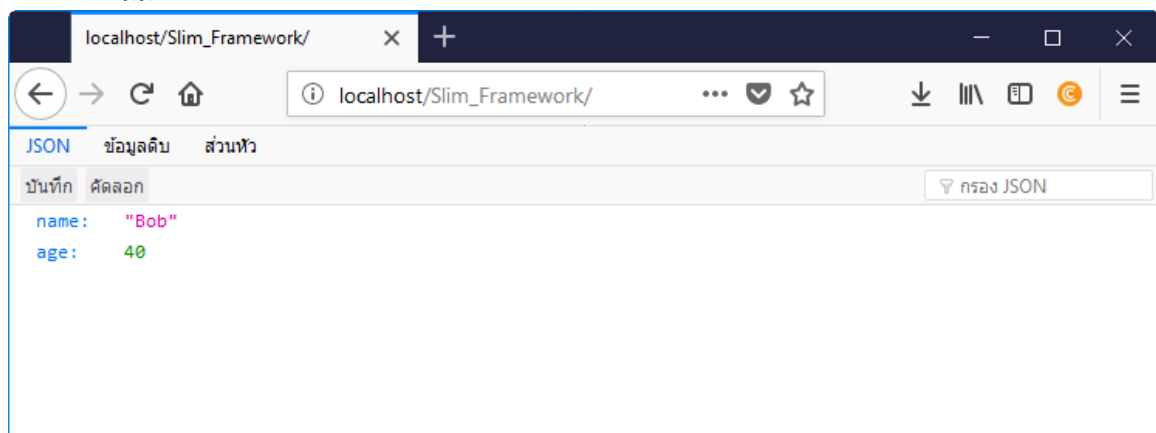 localhost/Slim_Framework/
localhost/Slim_Framework/
JSON ข้อมูลดิบ ส่วนหัว
บันทึก คัดลอก กรอง JSON
name: "Bob"
age: 40